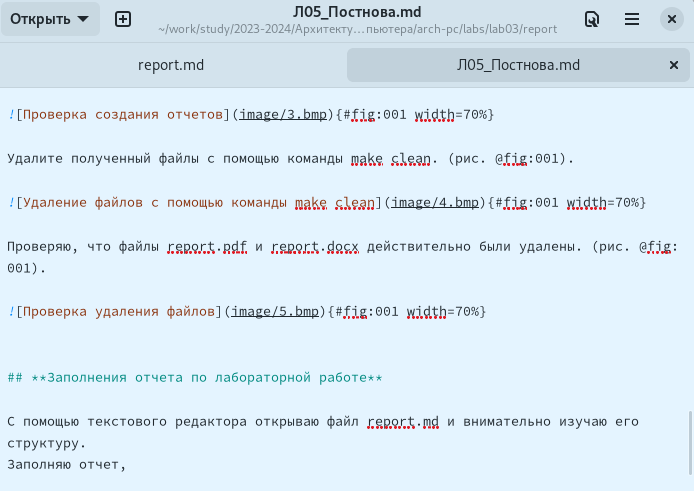 Открыть
Л05_Постнова.md
~/work/study/2023-2024/Архитекту…пьютера/arch-pc/labs/lab03/report
report.md
Л05_Постнова.md
![Проверка создания отчетов](image/3.bmp){#fig:001 width=70%}
Удалите полученный файлы с помощью команды make clean. (рис. @fig:001).
![Удаление файлов с помощью команды make clean](image/4.bmp){#fig:001 width=70%}
Проверяю, что файлы report.pdf и report.docx действительно были удалены. (рис. @fig:
001).
![Проверка удаления файлов](image/5.bmp){#fig:001 width=70%}
## **Заполнения отчета по лабораторной работе**
С помощью текстового редактора открываю файл report.md и внимательно изучаю его
структуру.
Заполняю отчет,